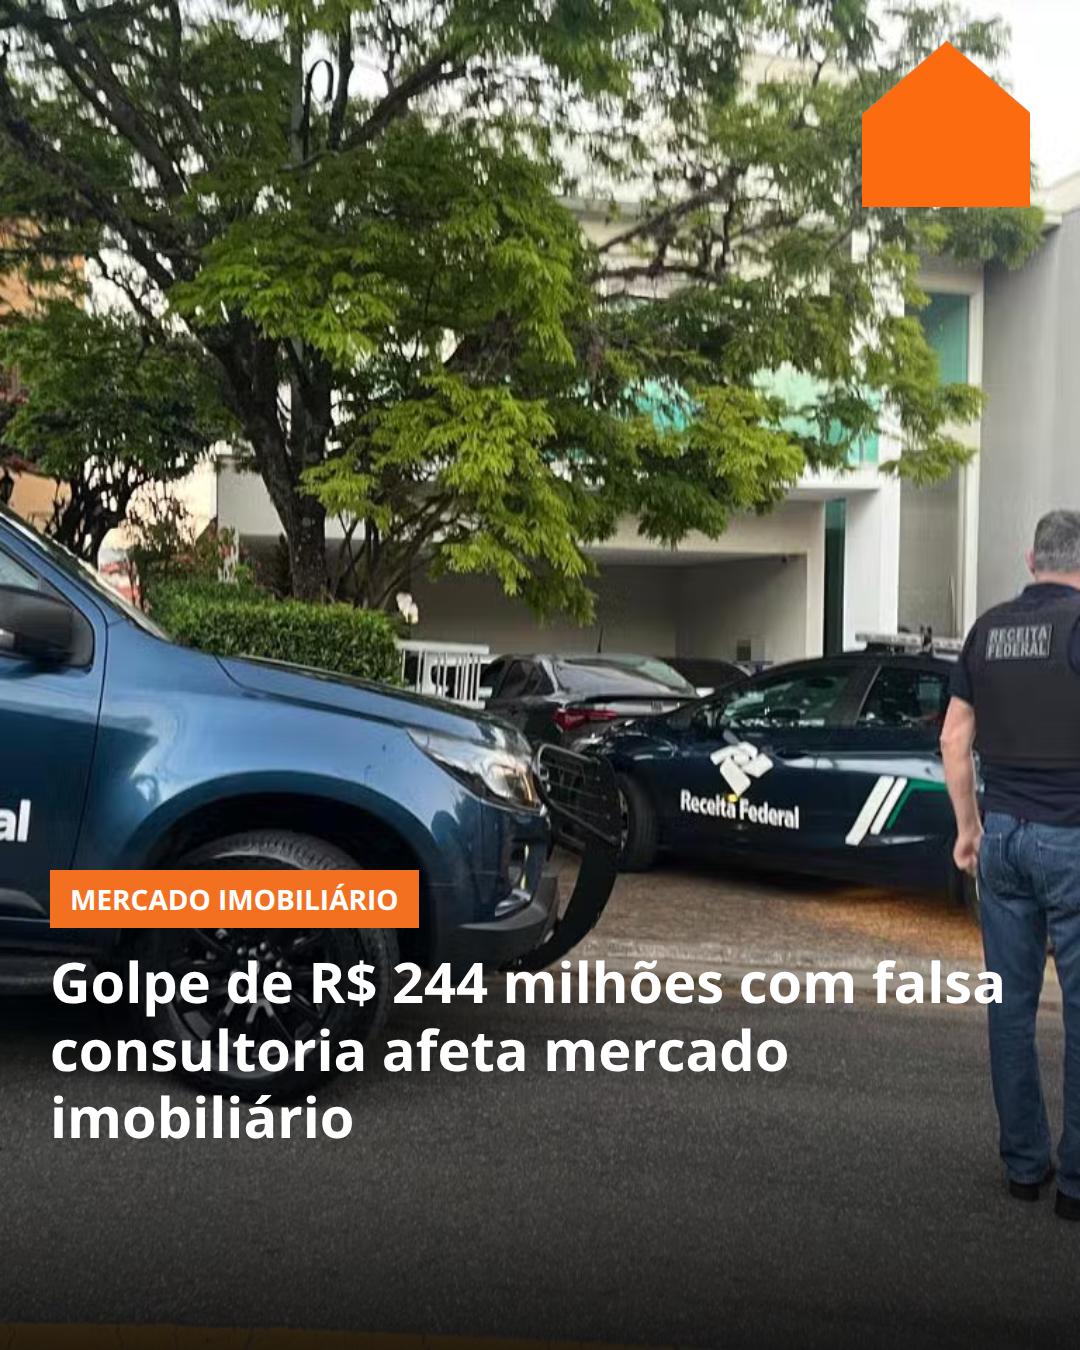 RECEITA
FEDERAL
Receita Federal
al
MERCADO IMOBILIÁRIO
Golpe de R$ 244 milhões com falsa
consultoria afeta mercado
imobiliário